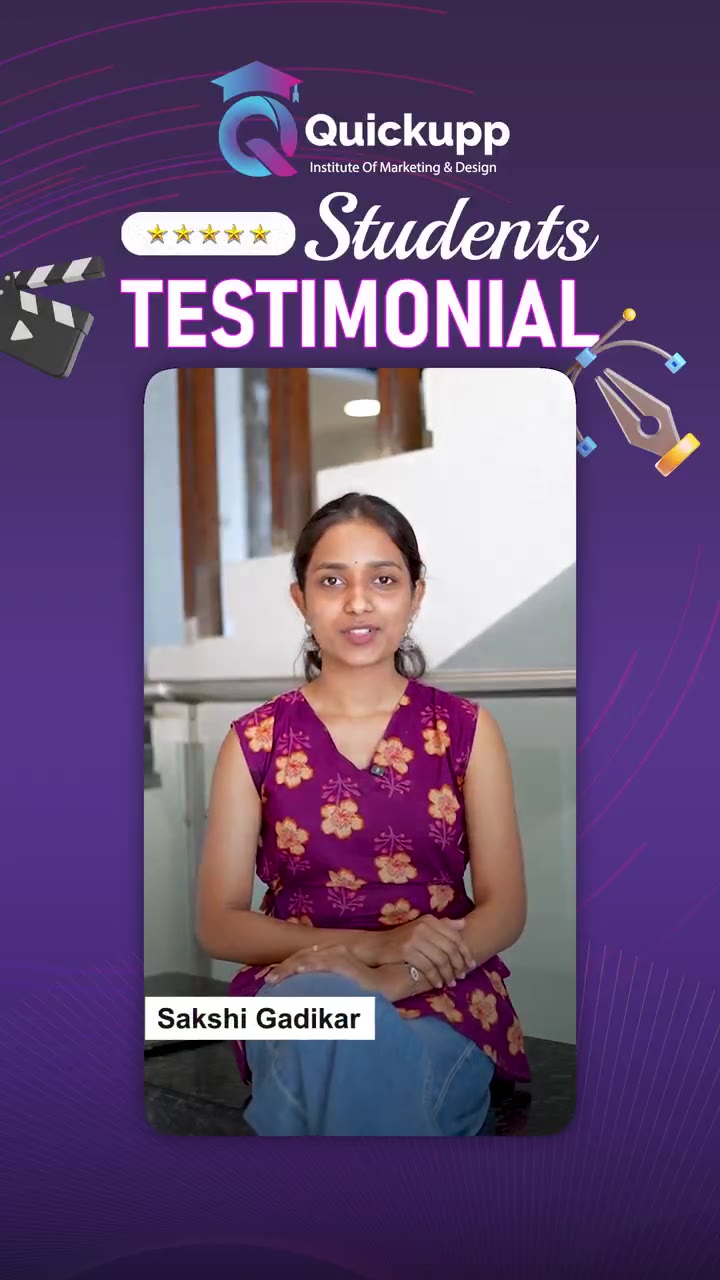 Quickupp
Institute Of Marketing & Design
Students
TESTIMONIAL
Sakshi Gadikar